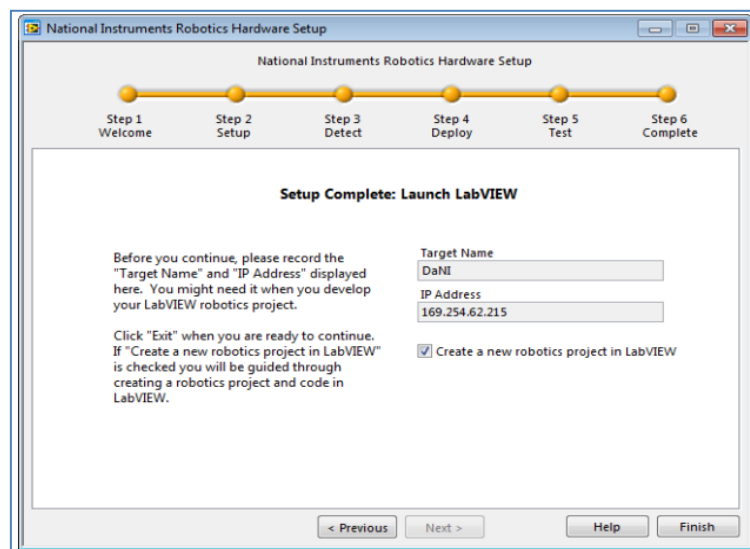 National Instruments Robotics Hardware Setup
National Instruments Robotics Hardware Setup
Step 1 Step 2 Step 3 Step 4 Step 5 Step 6
Welcome Setup Detect Deploy Test Complete
Setup Complete: Launch LabVIEW
Before you continue, please record the
"Target Name" and "IP Address" displayed
here. You might need it when you develop
your LabVIEW robotics project.
Click "Exit" when you are ready to continue.
If "Create a new robotics project in LabVIEW"
is checked you will be guided through
creating a robotics project and code in
LabVIEW.
Target Name
DaNI
IP Address
169.254.62.215
Create a new robotics project in LabVIEW
< Previous Next > Help Finish